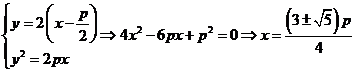 {y=2(x-p/2) ⇒ 4x²-6px+p²=0 ⇒ x=(3±√5)p/4
y²=2px